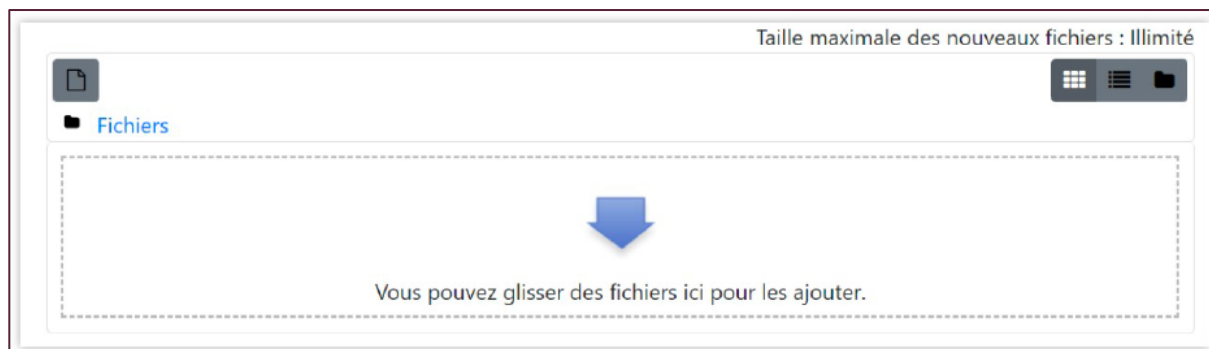 Taille maximale des nouveaux fichiers : Illimité
Fichiers
Vous pouvez glisser des fichiers ici pour les ajouter.